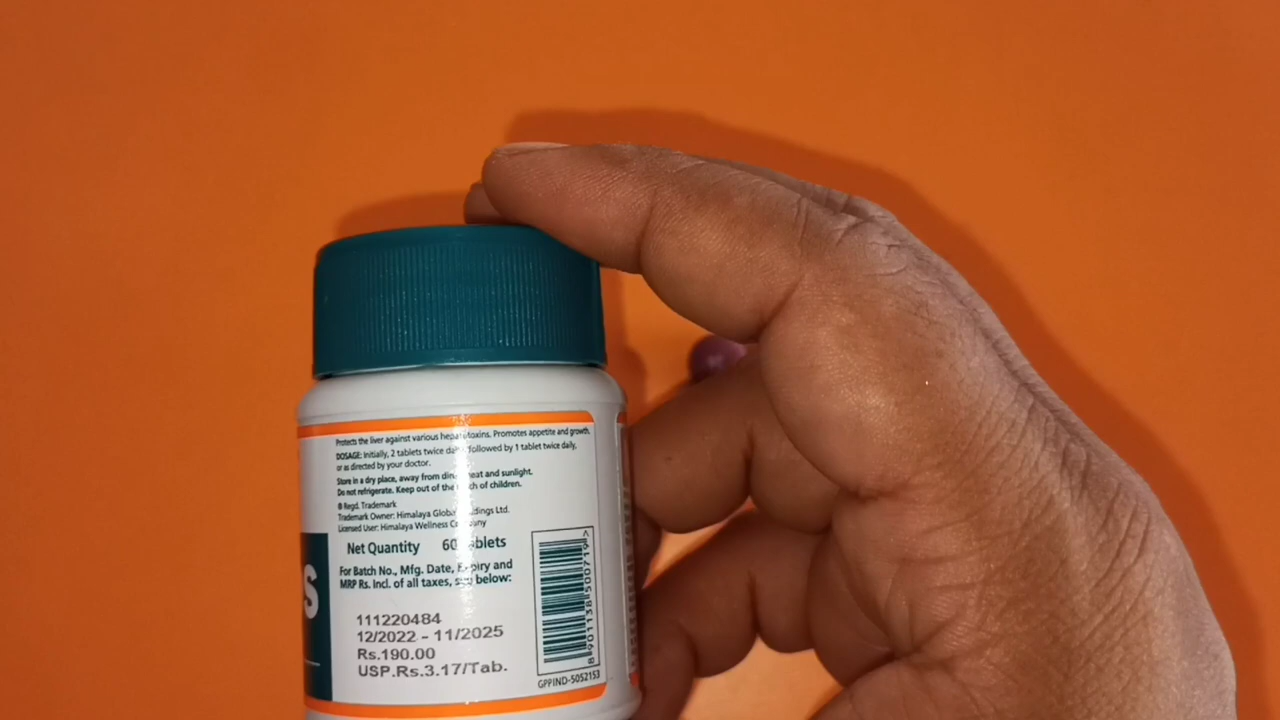 Protects the liver against various hepatotoxins. Promotes appetite and growth.
DOSAGE: Initially, 2 tablets twice daily followed by 1 tablet twice daily,
or as directed by your doctor.
Store in a dry place, away from direct heat and sunlight.
Do not refrigerate. Keep out of the reach of children.
® Regd. Trademark
Trademark Owner: Himalaya Global Holdings Ltd.
Licensed User: Himalaya Wellness Company
Net Quantity 60 Tablets
For Batch No., Mfg. Date, Expiry and
MRP Rs. Incl. of all taxes, see below:
111220484
12/2022 - 11/2025
Rs.190.00
USP.Rs.3.17/Tab.
8 901138 500719 >
GPPIND-5052153
S